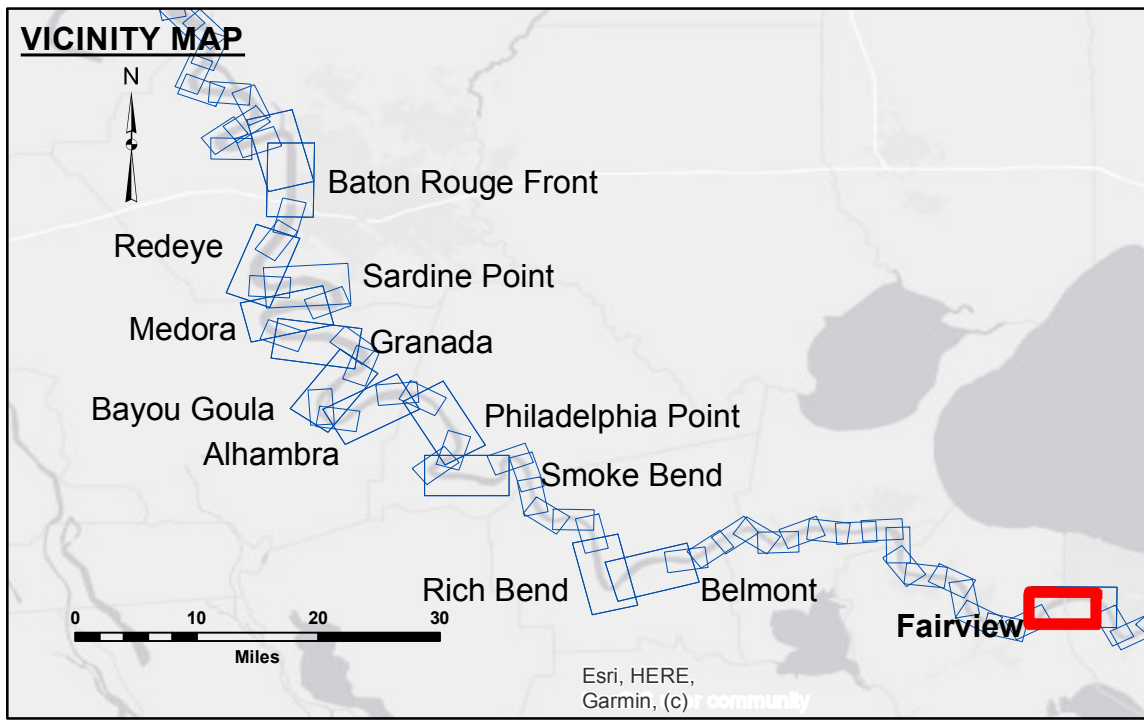 VICINITY MAP
N
Baton Rouge Front
Redeye
Sardine Point
Medora
Granada
Bayou Goula
Philadelphia Point
Alhambra
Smoke Bend
Rich Bend
Belmont
Fairview
0 10 20 30
Miles
Esri, HERE,
Garmin, (c)
community